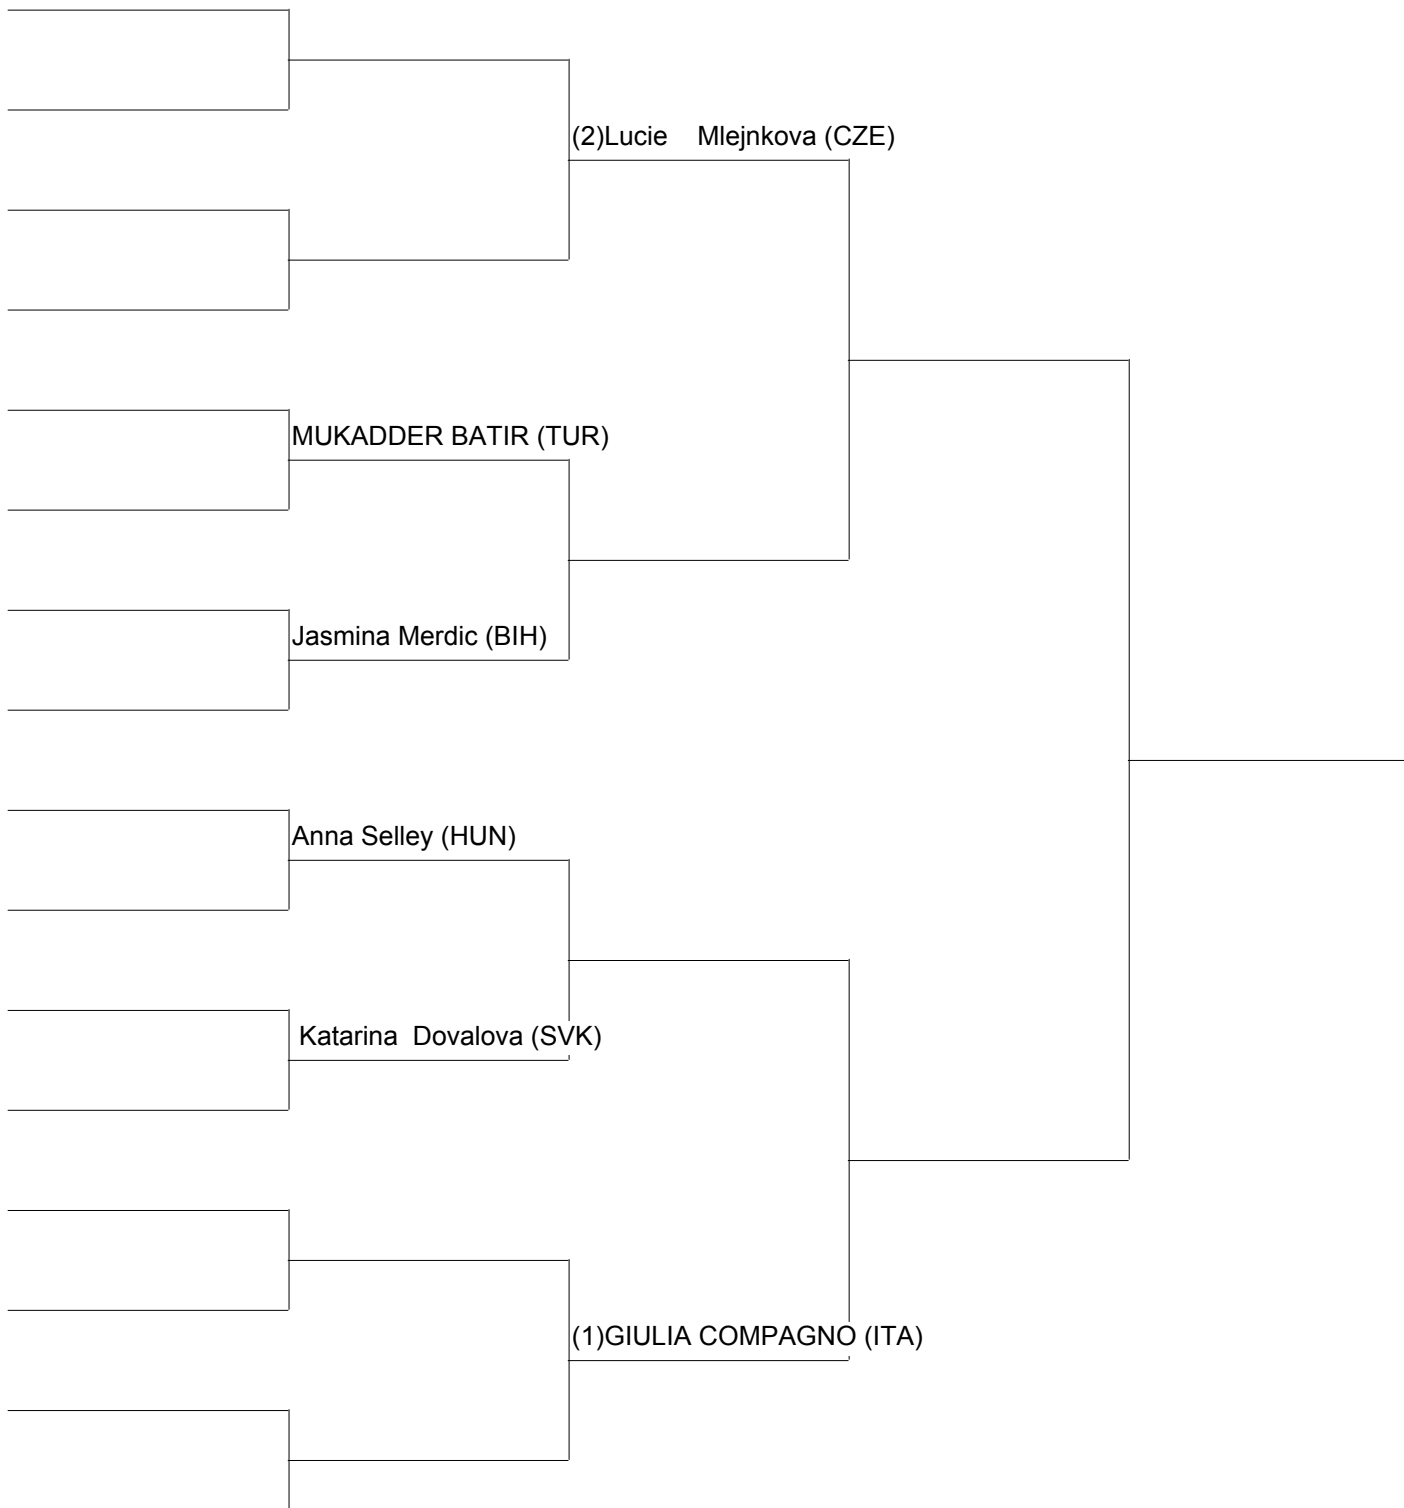 (2)Lucie    Mlejnkova (CZE)
MUKADDER BATIR (TUR)
Jasmina Merdic (BIH)
Anna Selley (HUN)
Katarina  Dovalova (SVK)
(1)GIULIA COMPAGNO (ITA)